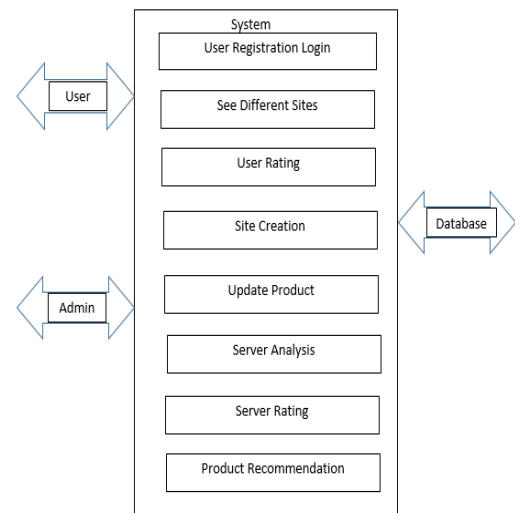 System
User Registration Login
User
See Different Sites
User Rating
Site Creation
Database
Admin
Update Product
Server Analysis
Server Rating
Product Recommendation